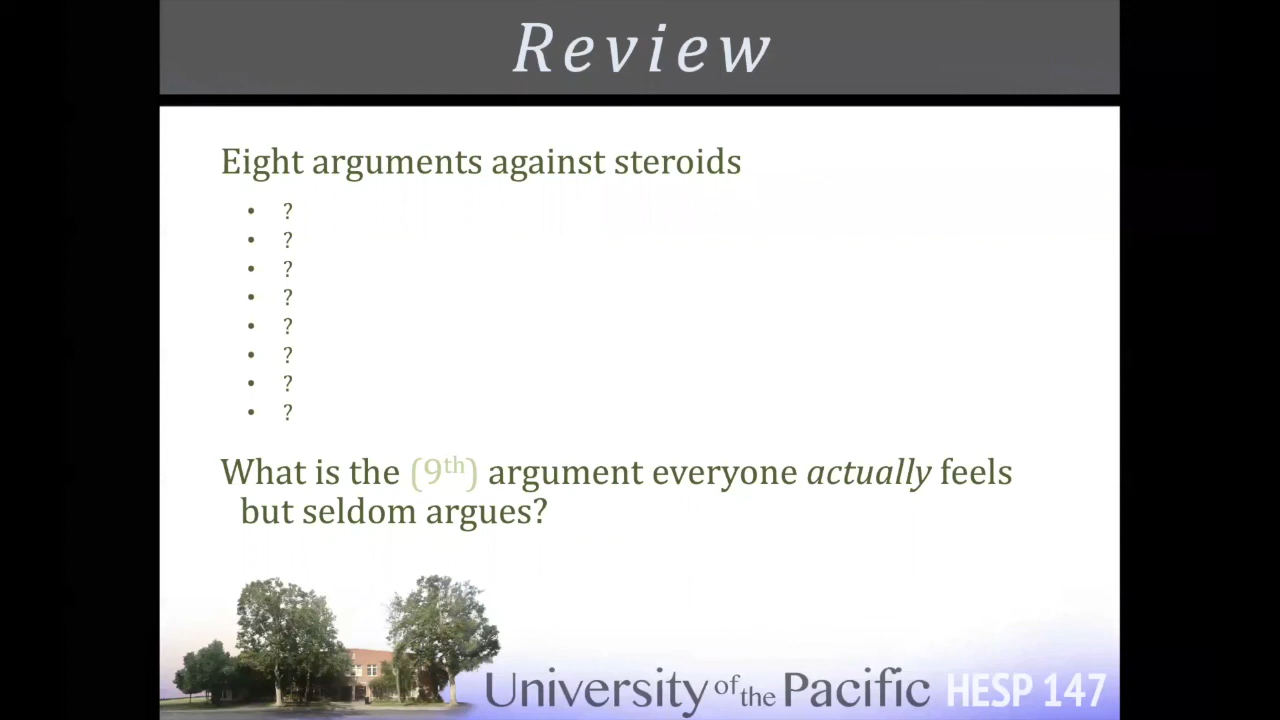 Review
Eight arguments against steroids
• ?
• ?
• ?
• ?
• ?
• ?
• ?
• ?
What is the (9th) argument everyone actually feels
but seldom argues?
University of the Pacific HESP 147